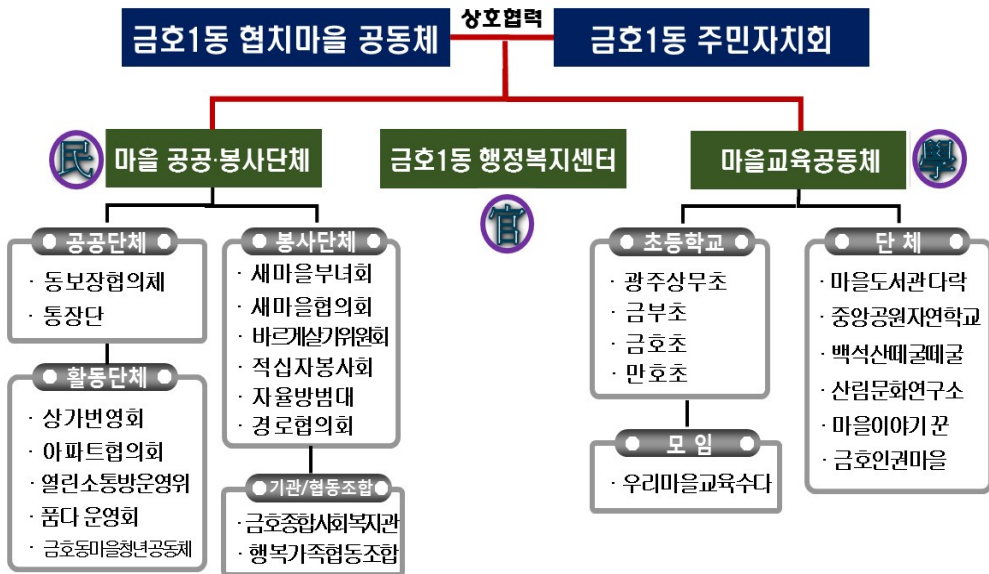 상호협력
금호1동 협치마을 공동체
금호1동 주민자치회
民
마을 공공·봉사단체
금호1동 행정복지센터
官
마을교육공동체
學
공공단체
· 동보장협의체
· 통장단
활동단체
· 상가번영회
· 아파트협의회
· 열린소통방운영위
· 품다 운영회
· 금호동마을청년공동체
봉사단체
· 새마을부녀회
· 새마을협의회
· 바르게살기위원회
· 적십자봉사회
· 자율방범대
· 경로협의회
기관/협동조합
· 금호종합사회복지관
· 행복가족협동조합
초등학교
· 광주상무초
· 금부초
· 금호초
· 만호초
모 임
· 우리마을교육수다
단 체
· 마을도서관다락
· 중앙공원자연학교
· 백석산떼굴떼굴
· 산림문화연구소
· 마을이야기 꾼
· 금호인권마을